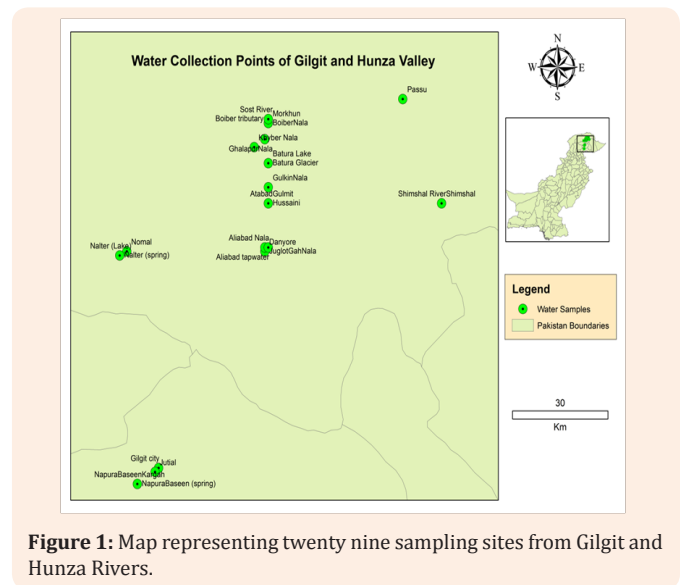 Water Collection Points of Gilgit and Hunza Valley
N
W E
S
Passu
Sost River
Morkhun
Boiber tributary
BoiberNala
Khyber Nala
Batura Lake
Batura Glacier
GulkinNala
AtabadGulmit
Hussaini
Shimshal RiverShimshal
Aliabad Nala
Danyore
JuglotGahNala
Aliabad tapwater
Nomal
Nalter (Lake)
Nalter (spring)
Gilgit city
Jutial
NapuraBaseenKargah
NapuraBaseen (spring)
Legend
Water Samples
Pakistan Boundaries
30
Km
Figure 1: Map representing twenty nine sampling sites from Gilgit and
Hunza Rivers.